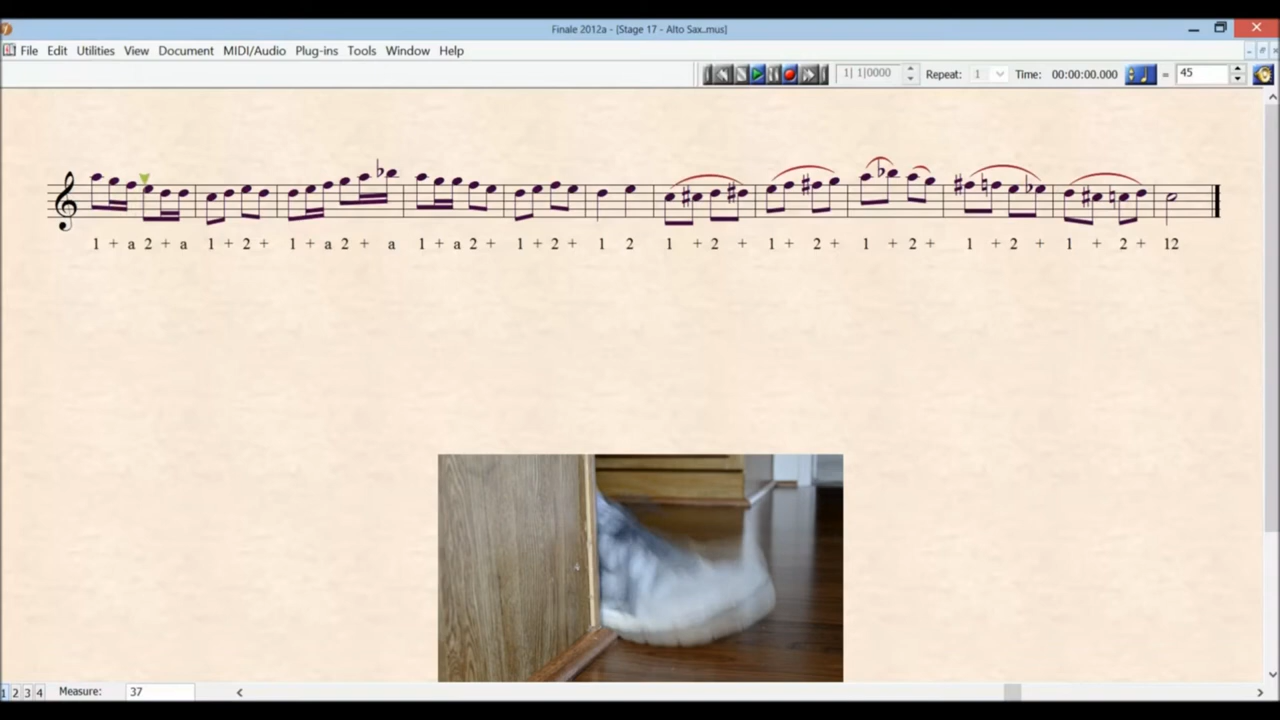 Finale 2012a - [Stage 17 - Alto Sax..mus]
File Edit Utilities View Document MIDI/Audio Plug-ins Tools Window Help
1| 1|0000 Repeat: 1 Time: 00:00:00.000 = 45
1 + a 2 + a 1 + 2 + 1 + a 2 + a 1 + a 2 + 1 + 2 + 1 2 1 + 2 + 1 + 2 + 1 + 2 + 1 + 2 + 1 + 2 + 12
1 2 3 4 Measure: 37